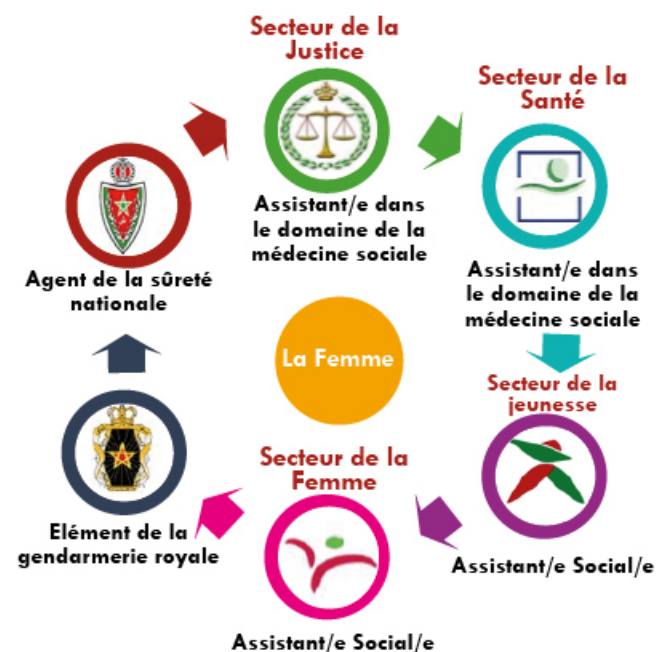 Secteur de la
Justice
Assistant/e dans
le domaine de la
médecine sociale
Secteur de la
Santé
Assistant/e dans
le domaine de la
médecine sociale
Secteur de la
jeunesse
Assistant/e Social/e
Secteur de la
Femme
Assistant/e Social/e
Elément de la
gendarmerie royale
Agent de la sûreté
nationale
La Femme